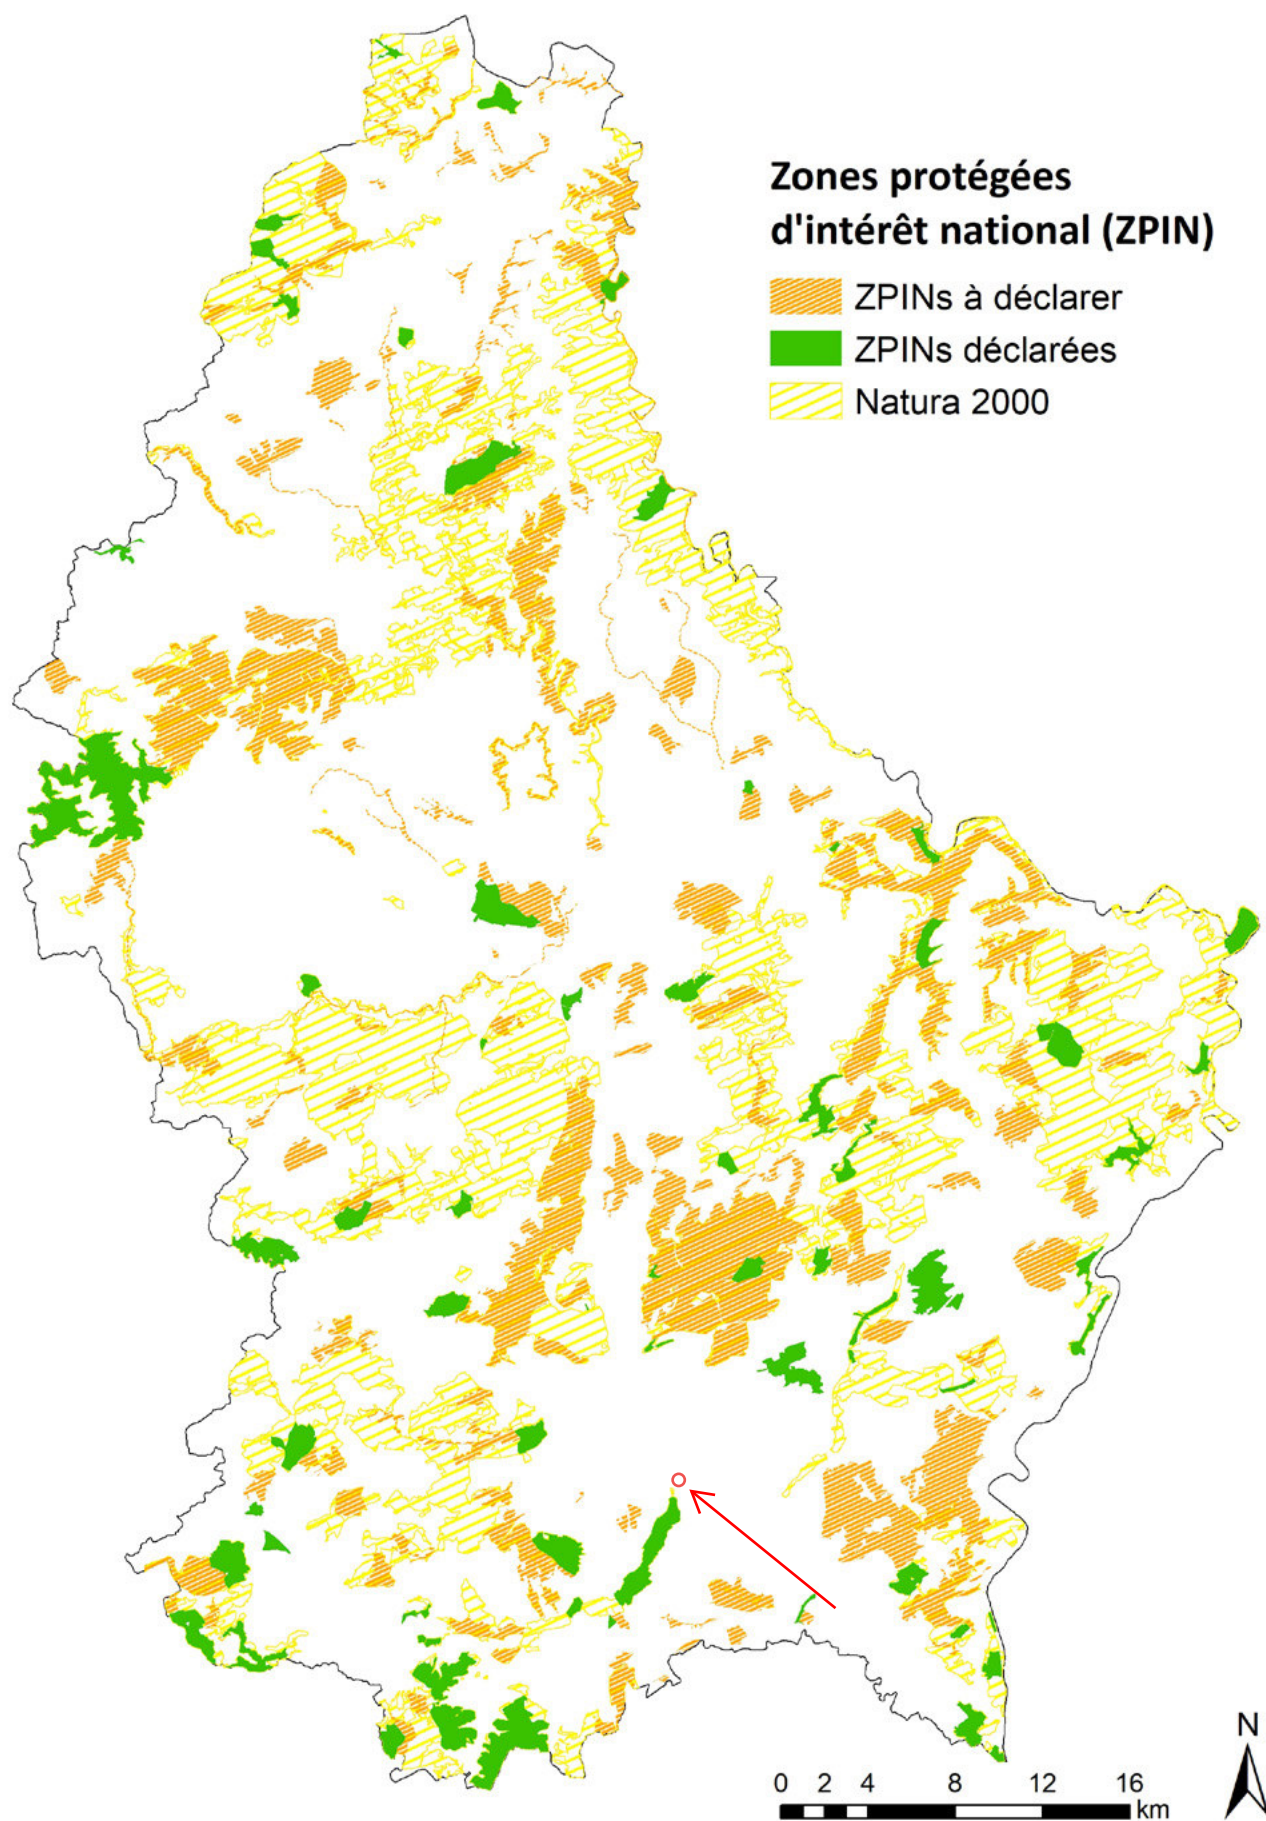 Zones protégées
d'intérêt national (ZPIN)
ZPINs à déclarer
ZPINs déclarées
Natura 2000
N
0 2 4 8 12 16
km